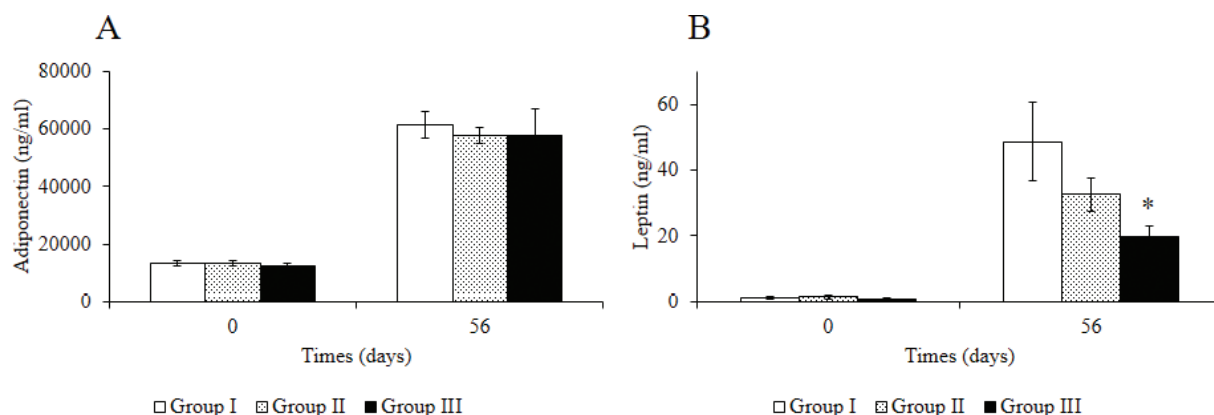 A
80000
60000
40000
20000
0
Adiponectin (ng/ml)
0 56
Times (days)
Group I Group II Group III
B
60
40
20
0
Leptin (ng/ml)
*
0 56
Times (days)
Group I Group II Group III